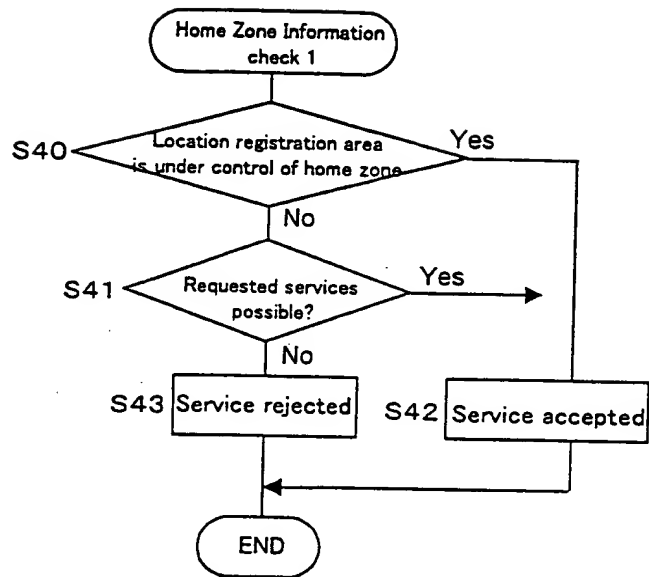 Home Zone Information
check 1
S40
Location registration area
is under control of home zone
Yes
No
S41
Requested services
possible?
Yes
No
S43
Service rejected
S42
Service accepted
END